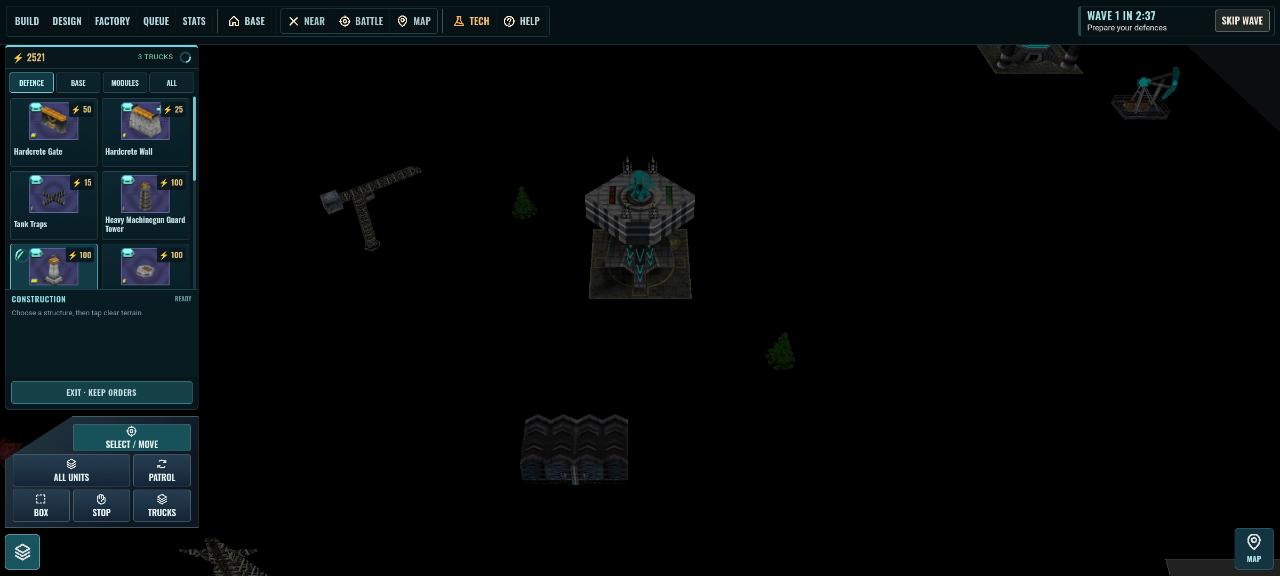 BUILD DESIGN FACTORY QUEUE STATS BASE NEAR BATTLE MAP TECH HELP
WAVE 1 IN 2:37
Prepare your defences
SKIP WAVE
2521
3 TRUCKS
DEFENCE BASE MODULES ALL
50
Hardcrete Gate
25
Hardcrete Wall
15
Tank Traps
100
Heavy Machinegun Guard
Tower
100
100
CONSTRUCTION
READY
Choose a structure, then tap clear terrain.
EXIT · KEEP ORDERS
SELECT / MOVE
ALL UNITS
PATROL
BOX
STOP
TRUCKS
MAP